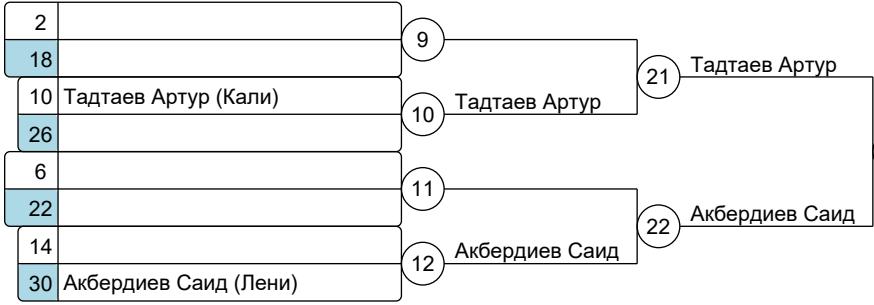 2
9
18
21 Тадтаев Артур
10 Тадтаев Артур (Кали)
10 Тадтаев Артур
26
6
11
22
22 Акбердиев Саид
14
12 Акбердиев Саид
30 Акбердиев Саид (Лени)